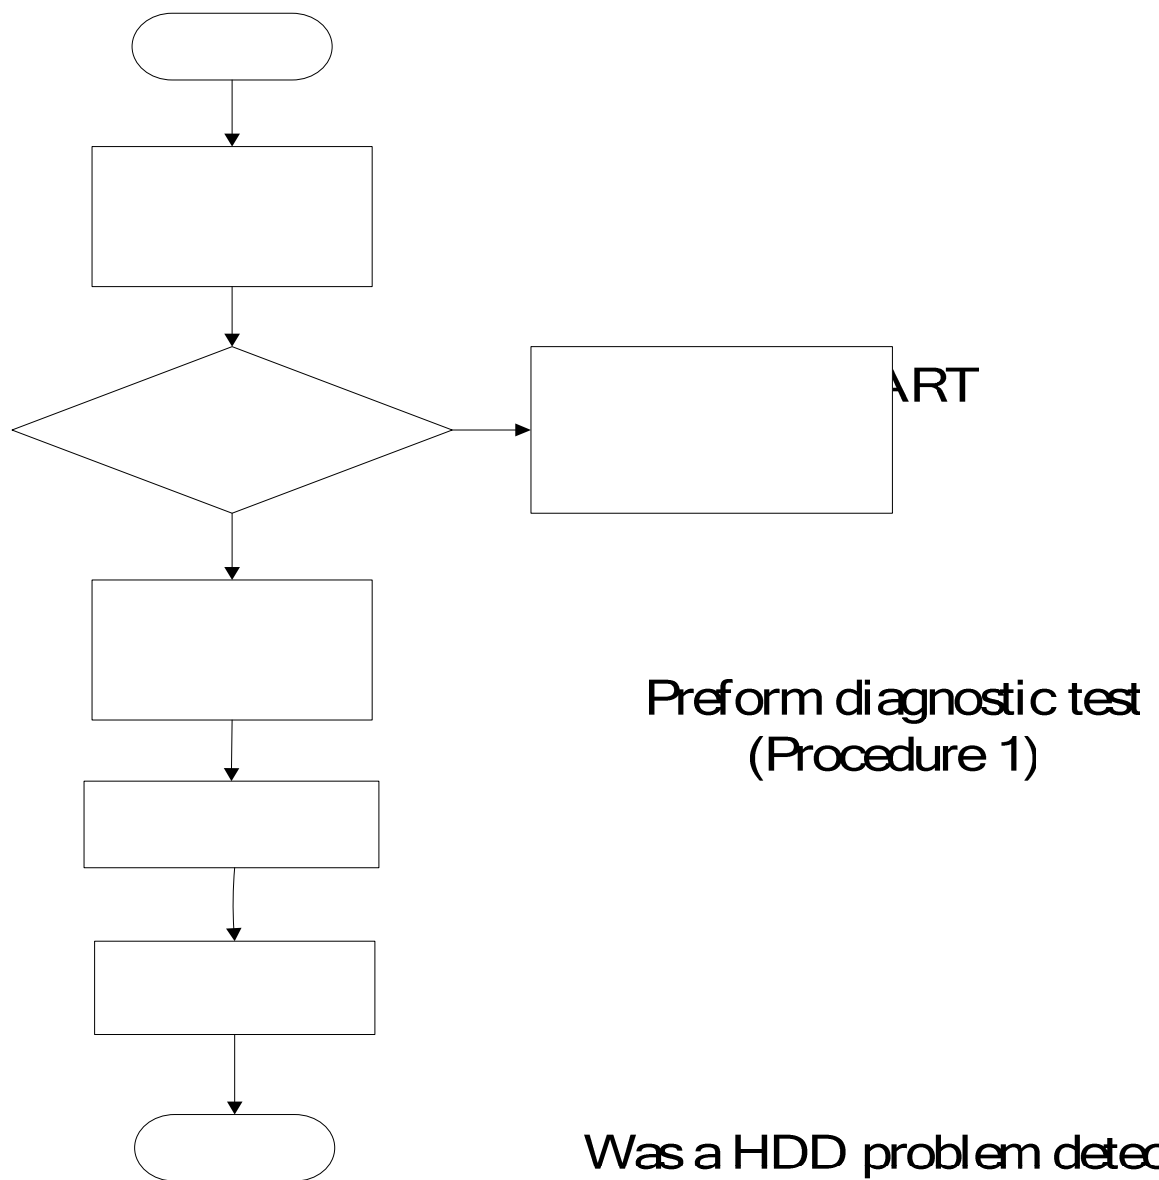 ART
Preform diagnostic test
(Procedure 1)
Was a HDD problem detec